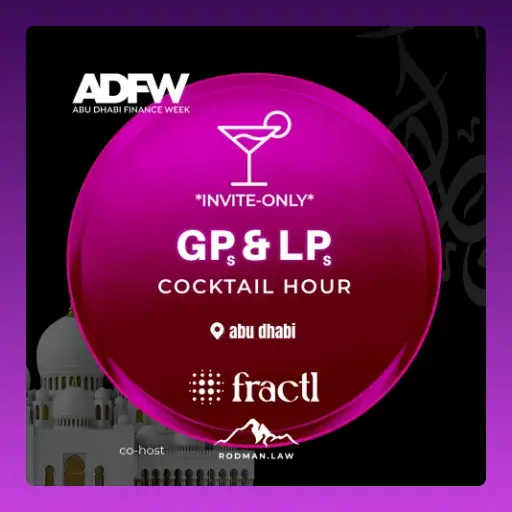 ADFW
ABU DHABI FINANCE WEEK
*INVITE-ONLY*
GPs & LPs
COCKTAIL HOUR
abu dhabi
fractl
co-host
RODMAN.LAW